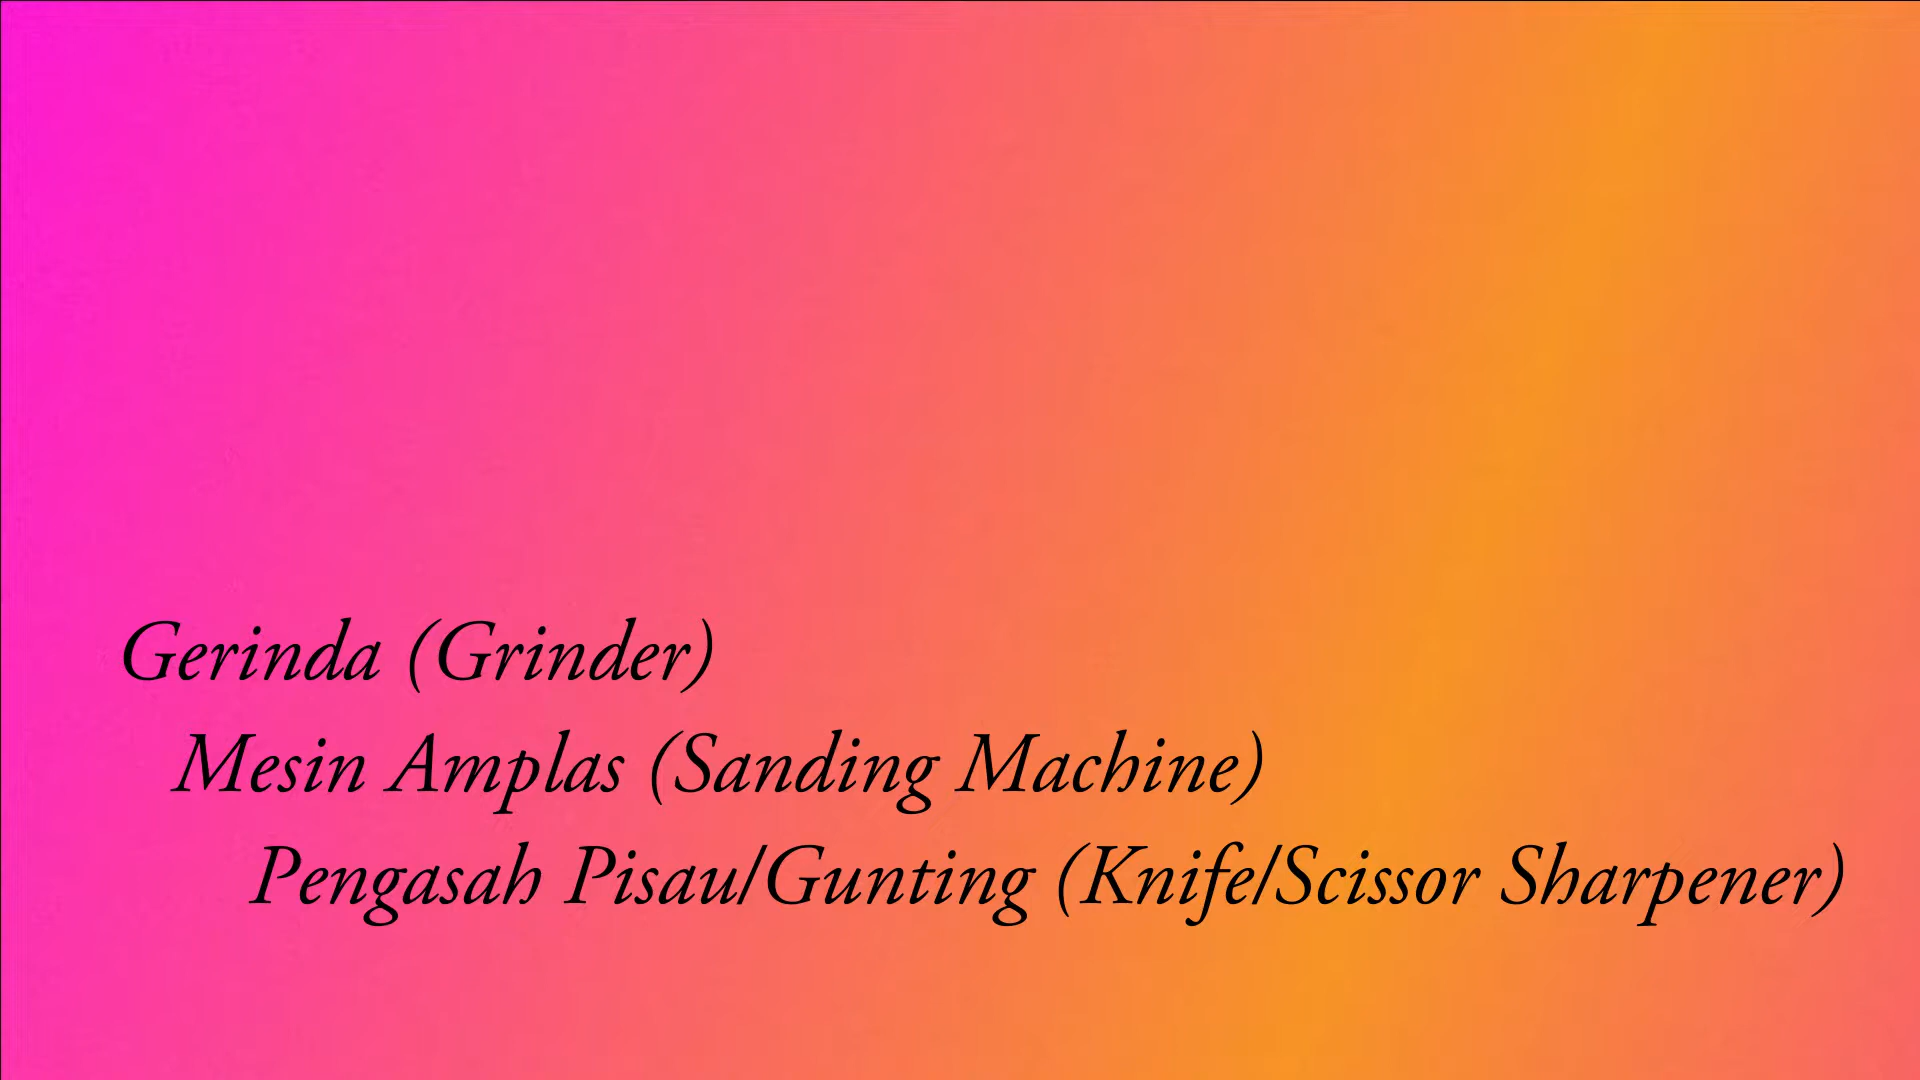 Gerinda (Grinder)
Mesin Amplas (Sanding Machine)
Pengasah Pisau/Gunting (Knife/Scissor Sharpener)